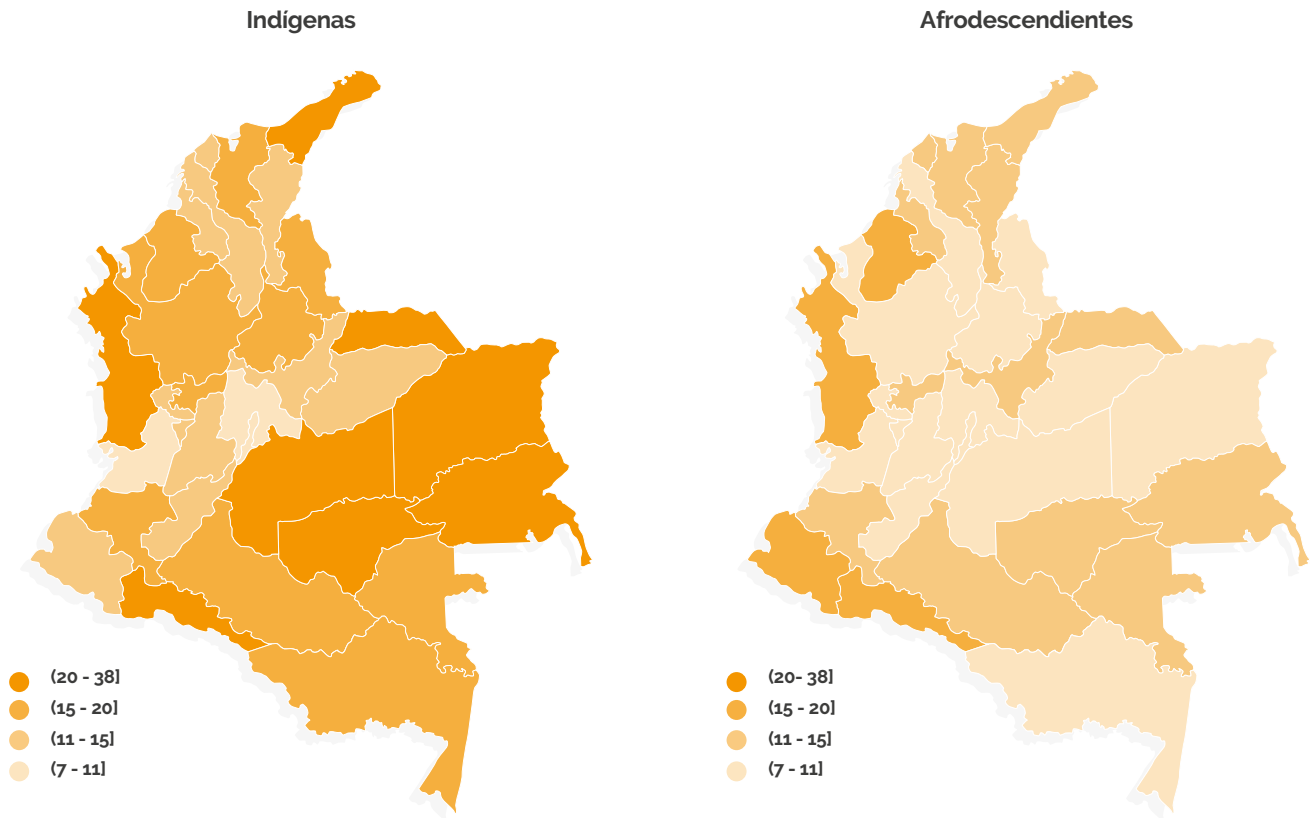 Indígenas
Afrodescendientes
(20 - 38]
(15 - 20]
(11 - 15]
(7 - 11]
(20- 38]
(15 - 20]
(11 - 15]
(7 - 11]